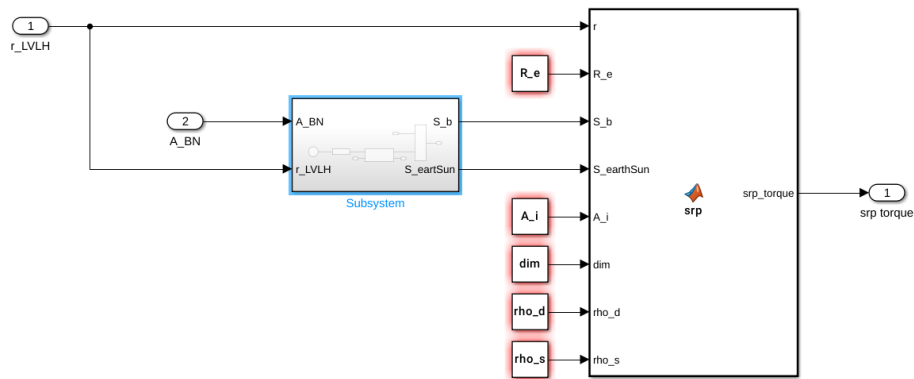 1
r_LVLH
r
R_e
R_e
2
A_BN
A_BN
S_b
r_LVLH
S_eartSun
Subsystem
S_b
S_earthSun
A_i
A_i
dim
dim
rho_d
rho_d
rho_s
rho_s
srp
srp_torque
1
srp torque